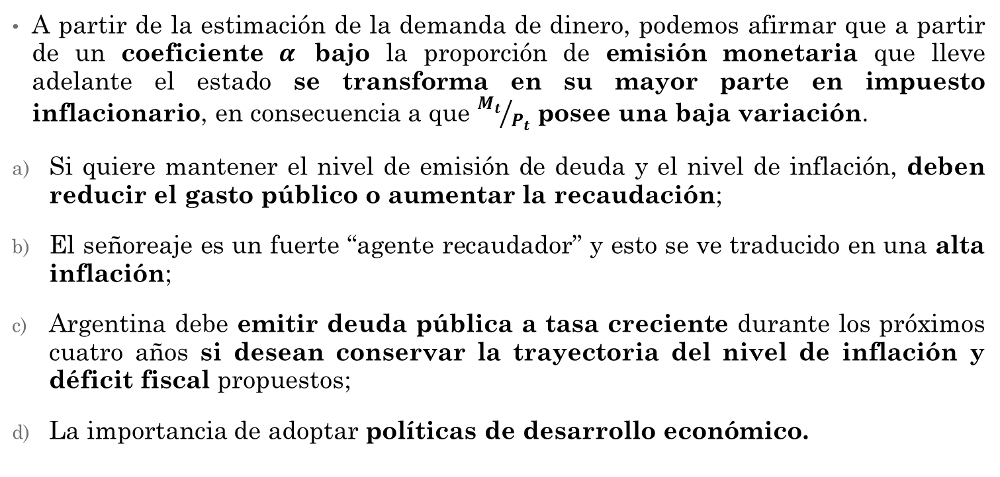 • A partir de la estimación de la demanda de dinero, podemos afirmar que a partir
de un coeficiente α bajo la proporción de emisión monetaria que lleve
adelante el estado se transforma en su mayor parte en impuesto
inflacionario, en consecuencia a que Mt/Pt posee una baja variación.
a) Si quiere mantener el nivel de emisión de deuda y el nivel de inflación, deben
reducir el gasto público o aumentar la recaudación;
b) El señoreaje es un fuerte “agente recaudador” y esto se ve traducido en una alta
inflación;
c) Argentina debe emitir deuda pública a tasa creciente durante los próximos
cuatro años si desean conservar la trayectoria del nivel de inflación y
déficit fiscal propuestos;
d) La importancia de adoptar políticas de desarrollo económico.